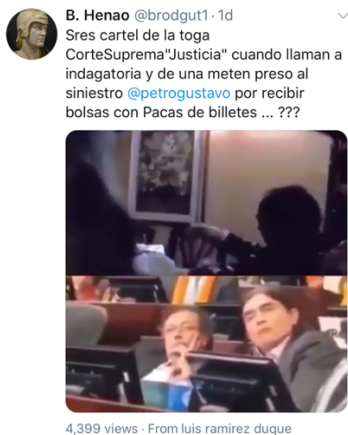 B. Henao @brodgut1 · 1d
Sres cartel de la toga
CorteSuprema"Justicia" cuando llaman a
indagatoria y de una meten preso al
siniestro @petrogustavo por recibir
bolsas con Pacas de billetes ... ???
4,399 views · From luis ramirez duque